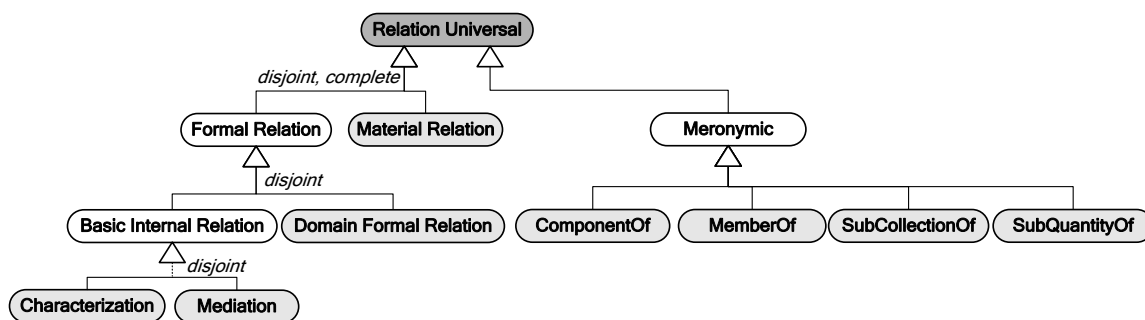 Relation Universal
disjoint, complete
Formal Relation
Material Relation
Meronymic
disjoint
Basic Internal Relation
Domain Formal Relation
ComponentOf
MemberOf
SubCollectionOf
SubQuantityOf
disjoint
Characterization
Mediation